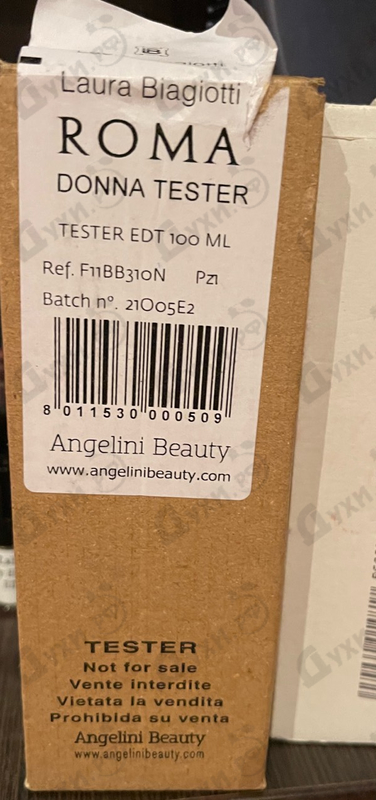 Laura Biagiotti
ROMA
DONNA TESTER
TESTER EDT 100 ML
Ref. F11BB310N Pz1
Batch n°. 21O05E2
8 011530 000509
Angelini Beauty
www.angelinibeauty.com
TESTER
Not for sale
Vente interdite
Vietata la vendita
Prohibida su venta
Angelini Beauty
www.angelinibeauty.com